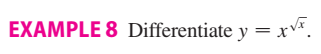 EXAMPLE 8 Differentiate y = x^{√x}.